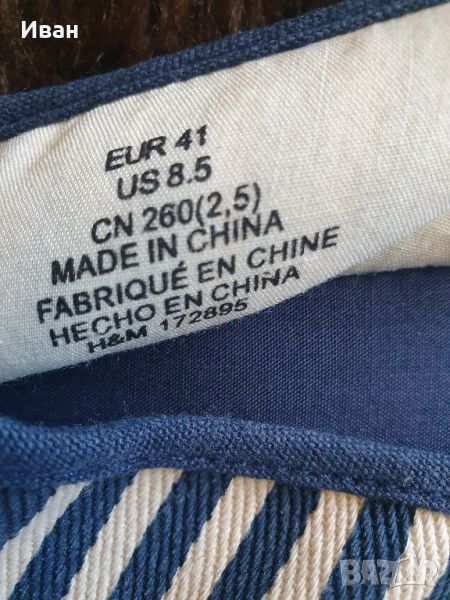 Иван
EUR 41
US 8.5
CN 260(2,5)
MADE IN CHINA
FABRIQUÉ EN CHINE
HECHO EN CHINA
H&M 172895
BAZAR